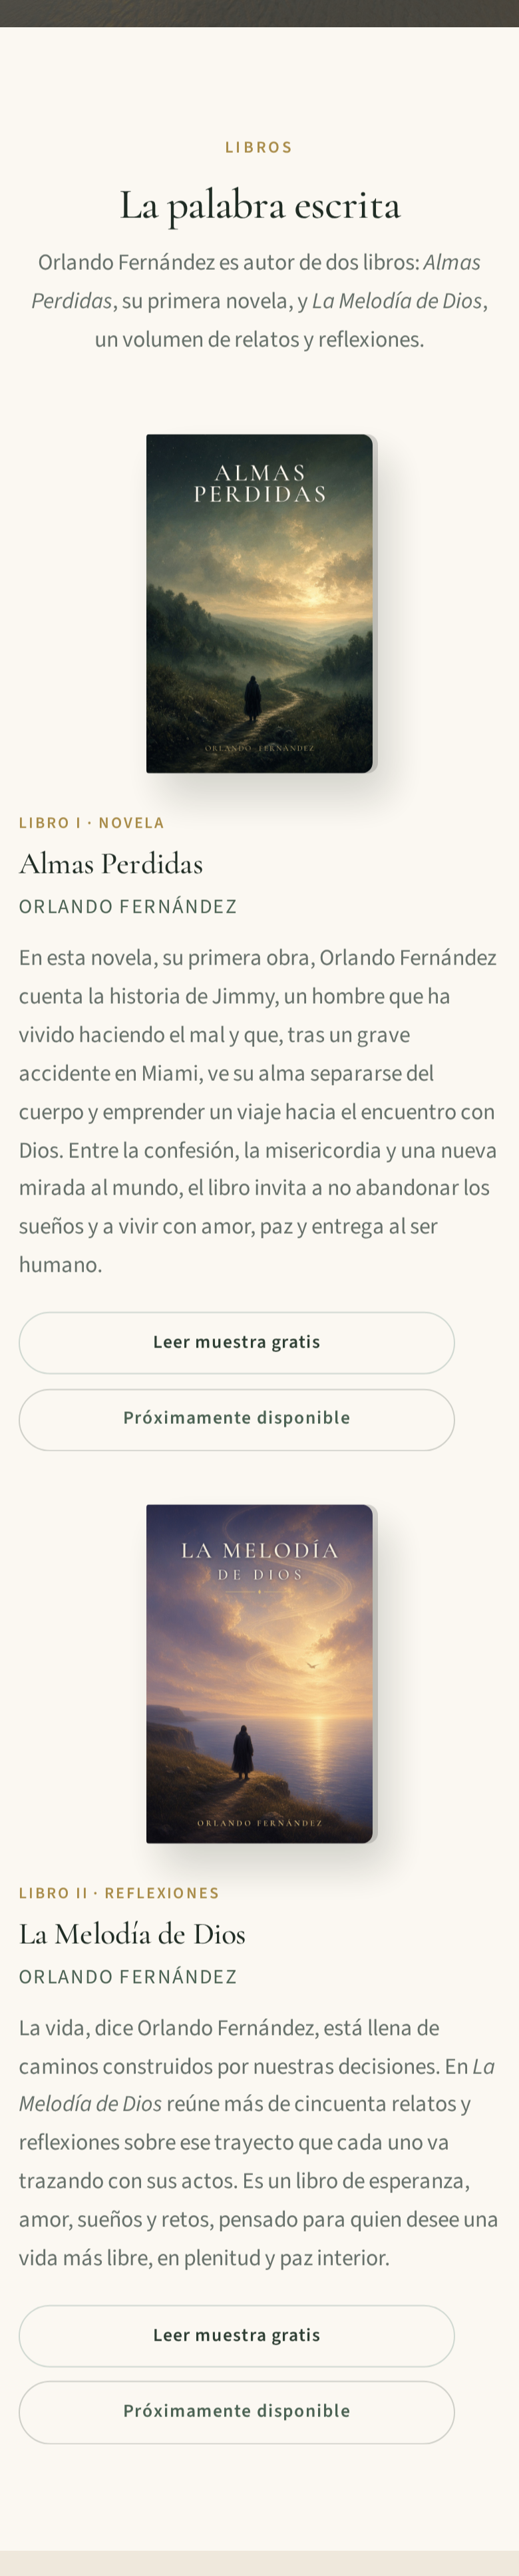 LIBROS
La palabra escrita
Orlando Fernández es autor de dos libros: Almas
Perdidas, su primera novela, y La Melodía de Dios,
un volumen de relatos y reflexiones.
ALMAS
PERDIDAS
ORLANDO FERNÁNDEZ
LIBRO I · NOVELA
Almas Perdidas
ORLANDO FERNÁNDEZ
En esta novela, su primera obra, Orlando Fernández
cuenta la historia de Jimmy, un hombre que ha
vivido haciendo el mal y que, tras un grave
accidente en Miami, ve su alma separarse del
cuerpo y emprender un viaje hacia el encuentro con
Dios. Entre la confesión, la misericordia y una nueva
mirada al mundo, el libro invita a no abandonar los
sueños y a vivir con amor, paz y entrega al ser
humano.
Leer muestra gratis
Próximamente disponible
LA MELODÍA
DE DIOS
ORLANDO FERNÁNDEZ
LIBRO II · REFLEXIONES
La Melodía de Dios
ORLANDO FERNÁNDEZ
La vida, dice Orlando Fernández, está llena de
caminos construidos por nuestras decisiones. En La
Melodía de Dios reúne más de cincuenta relatos y
reflexiones sobre ese trayecto que cada uno va
trazando con sus actos. Es un libro de esperanza,
amor, sueños y retos, pensado para quien desee una
vida más libre, en plenitud y paz interior.
Leer muestra gratis
Próximamente disponible